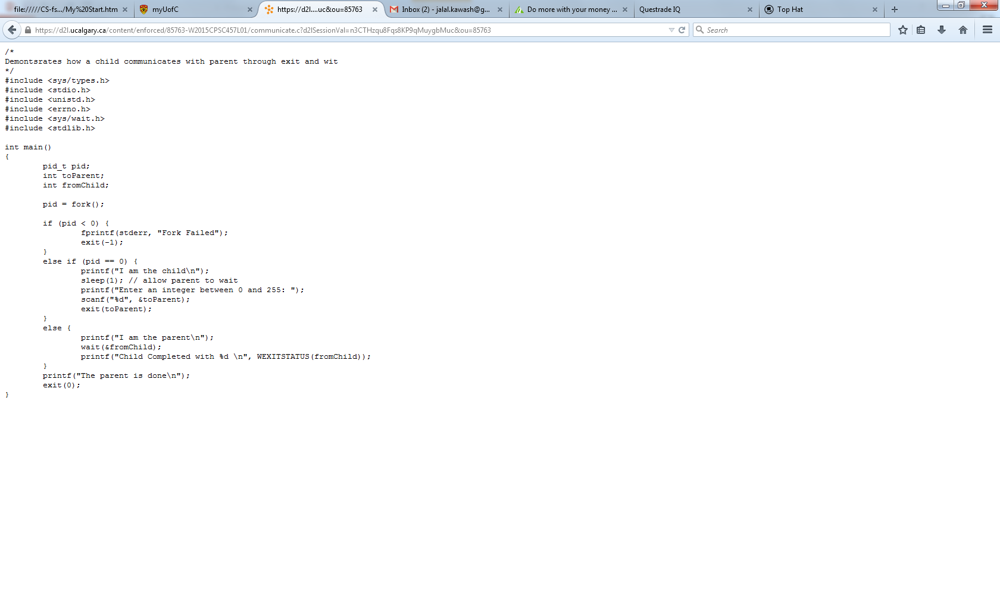 file://///CS-fs.../My%20Start.htm
myUofC
https://d2l....uc&ou=85763
Inbox (2) - jalal.kawash@g...
Do more with your money ...
Questrade IQ
Top Hat
https://d2l.ucalgary.ca/content/enforced/85763-W2015CPSC457L01/communicate.c?d2lSessionVal=n3CTHzqu8Fqs8KP9qMuygbMuc&ou=85763
Search
/*
Demontsrates how a child communicates with parent through exit and wit
*/
#include <sys/types.h>
#include <stdio.h>
#include <unistd.h>
#include <errno.h>
#include <sys/wait.h>
#include <stdlib.h>
int main()
{
pid_t pid;
int toParent;
int fromChild;
pid = fork();
if (pid < 0) {
fprintf(stderr, "Fork Failed");
exit(-1);
}
else if (pid == 0) {
printf("I am the child\n");
sleep(1); // allow parent to wait
printf("Enter an integer between 0 and 255: ");
scanf("%d", &toParent);
exit(toParent);
}
else {
printf("I am the parent\n");
wait(&fromChild);
printf("Child Completed with %d \n", WEXITSTATUS(fromChild));
}
printf("The parent is done\n");
exit(0);
}